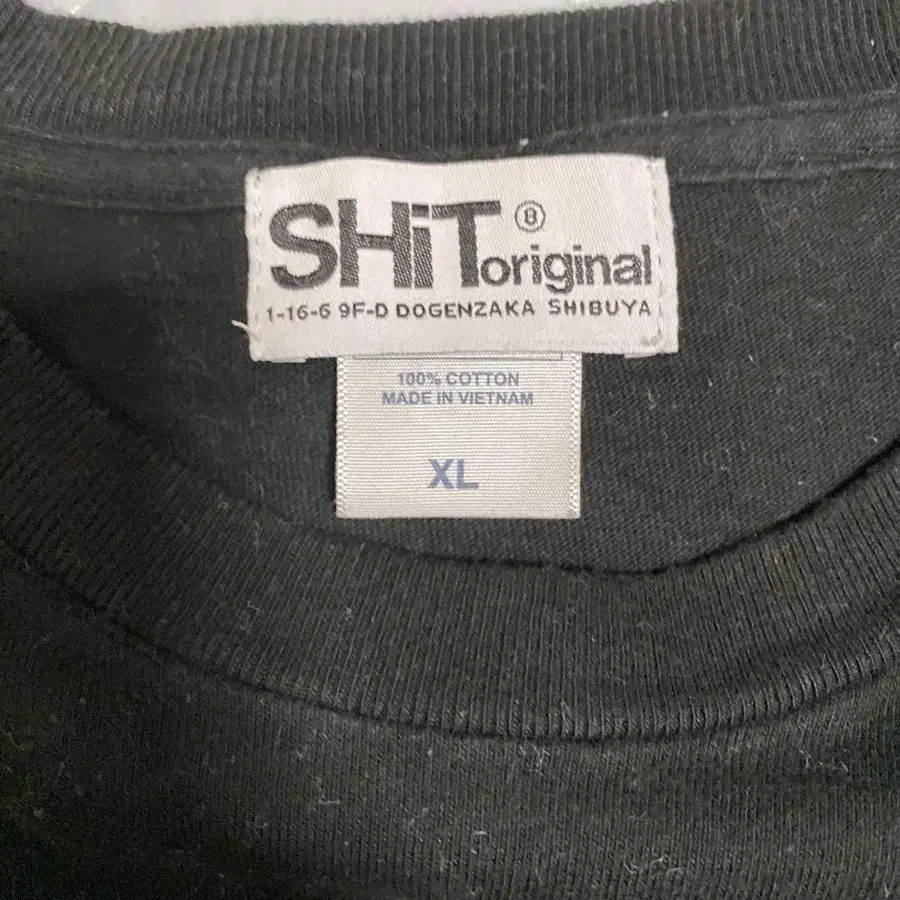 SHiT® original
1-16-6 9F-D DOGENZAKA SHIBUYA
100% COTTON
MADE IN VIETNAM
XL